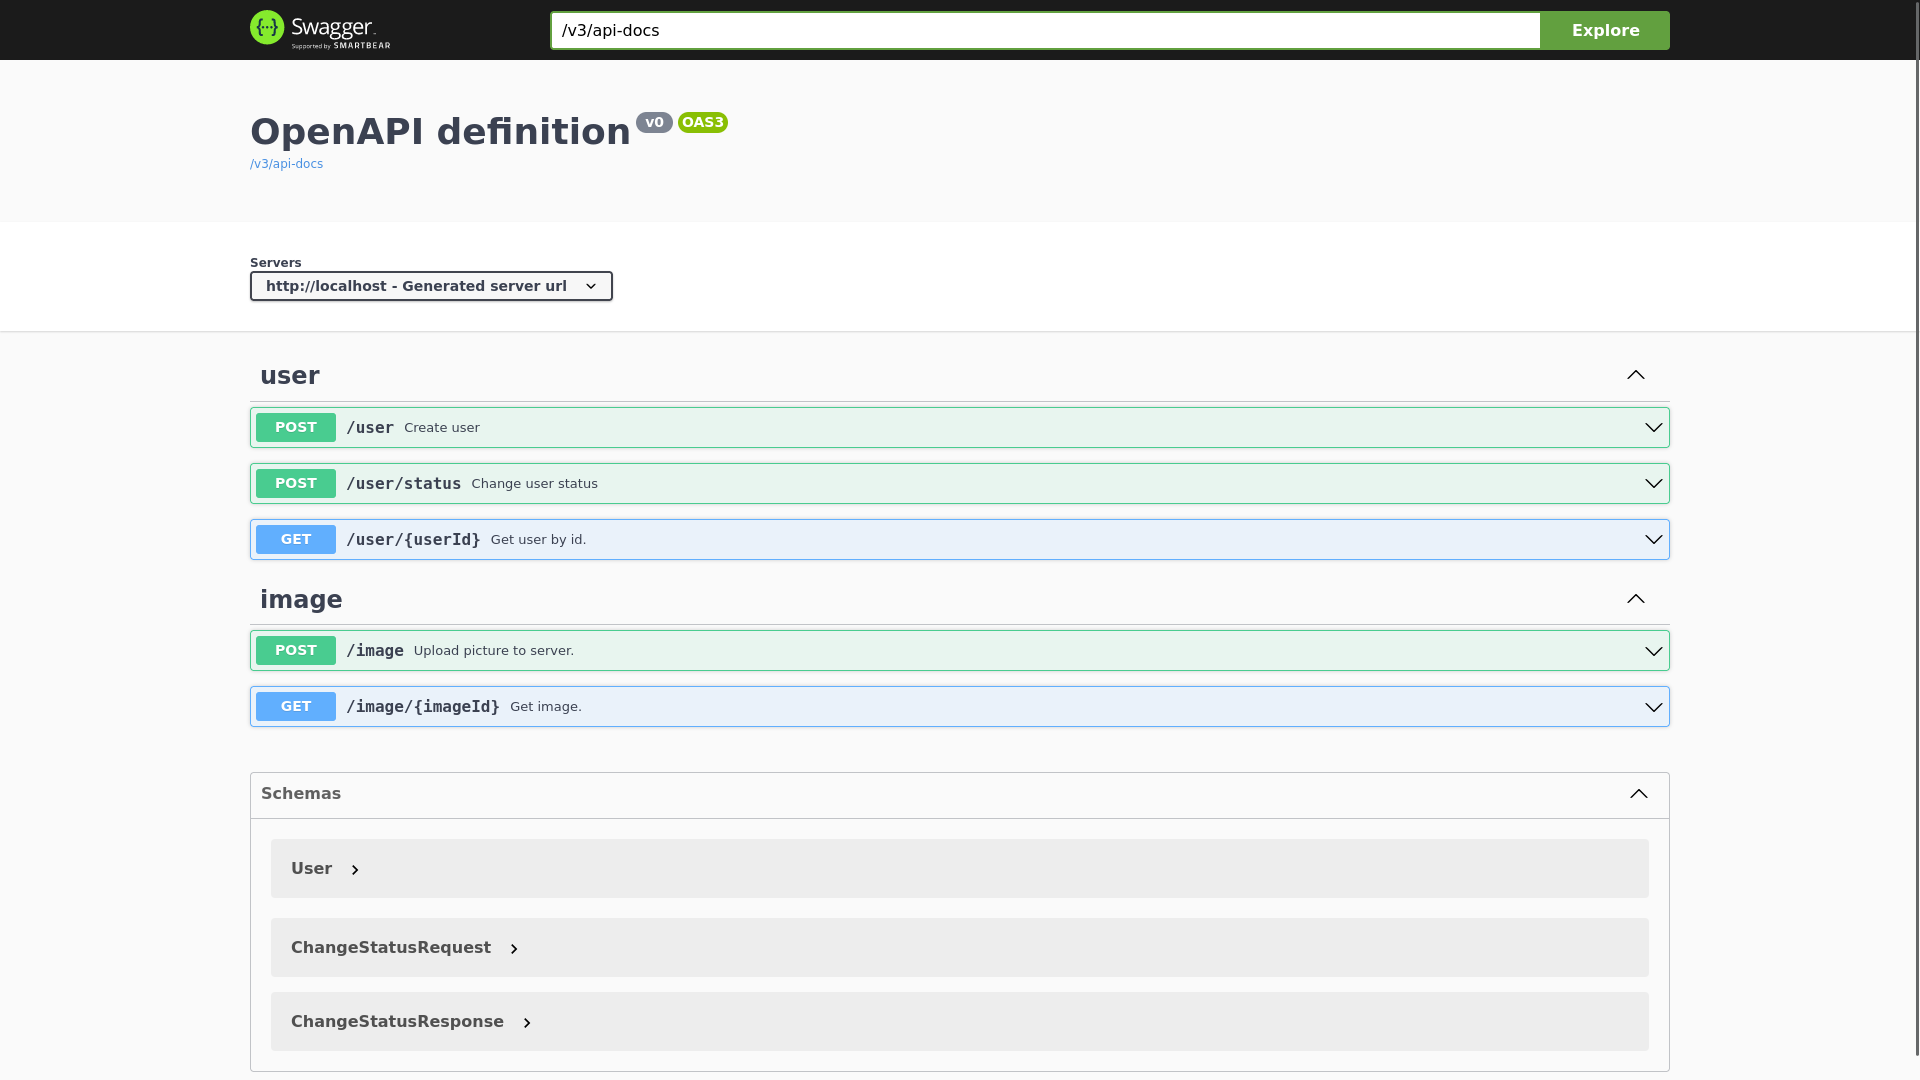 Swagger
Supported by SMARTBEAR
/v3/api-docs
Explore
OpenAPI definition v0 OAS3
/v3/api-docs
Servers
http://localhost - Generated server url
user
POST /user Create user
POST /user/status Change user status
GET /user/{userId} Get user by id.
image
POST /image Upload picture to server.
GET /image/{imageId} Get image.
Schemas
User
ChangeStatusRequest
ChangeStatusResponse